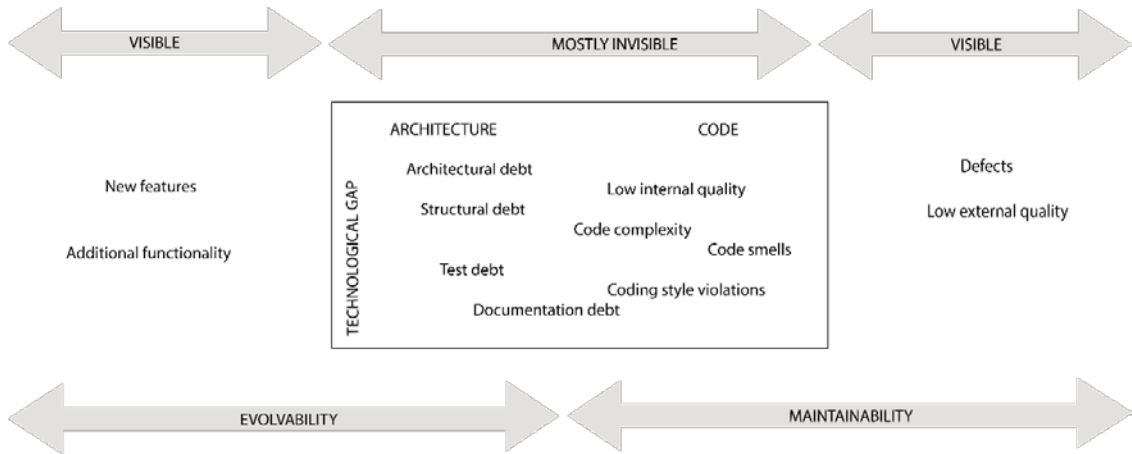 VISIBLE
MOSTLY INVISIBLE
VISIBLE
TECHNOLOGICAL GAP
ARCHITECTURE
CODE
New features
Additional functionality
Architectural debt
Structural debt
Test debt
Documentation debt
Low internal quality
Code complexity
Code smells
Coding style violations
Defects
Low external quality
EVOLVABILITY
MAINTAINABILITY